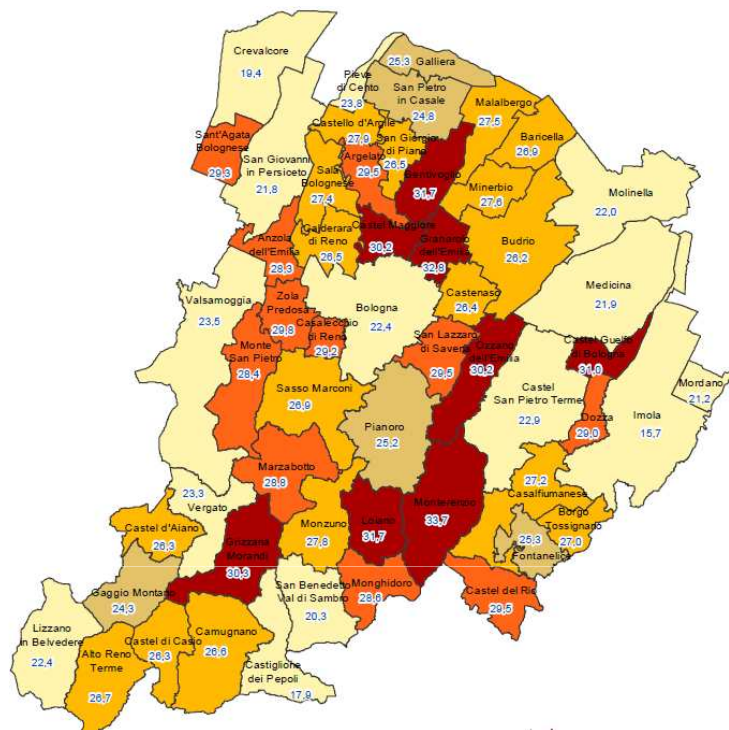 Crevalcore
19,4
25,3
Galliera
Pieve
di Cento
23,8
San Pietro
in Casale
24,8
Malalbergo
27,5
Baricella
26,9
Castello d'Argile
27,9
San Giorgio
di Piano
26,5
Sant'Agata
Bolognese
29,3
San Giovanni
in Persiceto
21,8
Argelato
29,5
Bentivoglio
31,7
Sala
Bolognese
27,4
Minerbio
27,6
Molinella
22,0
Anzola
dell'Emilia
28,3
Calderara
di Reno
26,5
Castel Maggiore
30,2
Granarolo
dell'Emilia
32,8
Budrio
26,2
Medicina
21,9
Valsamoggia
23,5
Zola
Predosa
29,8
Bologna
22,4
Castenaso
26,4
Casalecchio
di Reno
29,2
Monte
San Pietro
28,4
San Lazzaro
di Savena
29,5
Ozzano
dell'Emilia
30,2
Castel Guelfo
di Bologna
31,0
Castel
San Pietro Terme
22,9
Dozza
29,0
Imola
15,7
Mordano
21,2
Sasso Marconi
26,9
Pianoro
25,2
Marzabotto
28,8
23,3
Vergato
Castel d'Aiano
26,3
Grizzana
Morandi
30,3
Monzuno
27,8
Loiano
31,7
Monterenzio
33,7
27,2
Casalfiumanese
Borgo
Tossignano
27,0
25,3
Fontanelice
Gaggio Montano
24,3
San Benedetto
Val di Sambro
20,3
Monghidoro
28,6
Castel del Rio
29,5
Lizzano
in Belvedere
22,4
Alto Reno
Terme
26,7
Castel di Casio
26,3
Camugnano
26,6
Castiglione
dei Pepoli
17,9